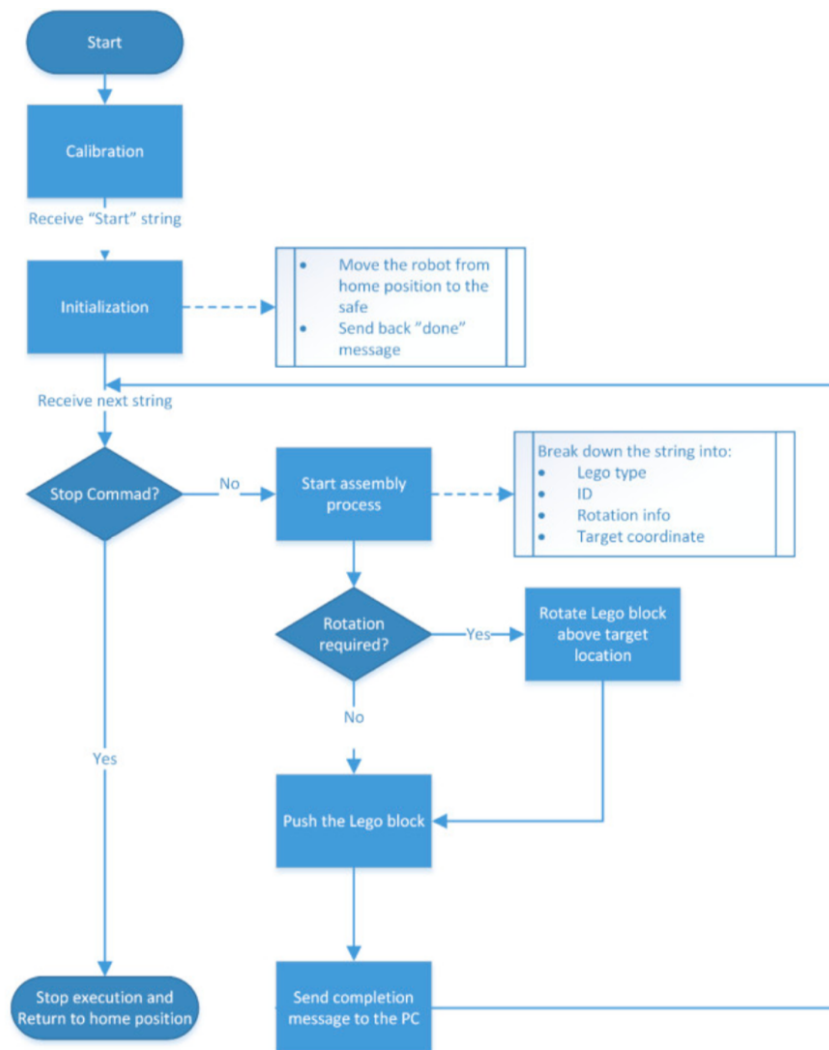 Start
Calibration
Receive "Start" string
Initialization
• Move the robot from
home position to the
safe
• Send back "done"
message
Receive next string
Stop Commad?
No
Start assembly
process
Break down the string into:
• Lego type
• ID
• Rotation info
• Target coordinate
Rotation
required?
Yes
Rotate Lego block
above target
location
No
Yes
Push the Lego block
Stop execution and
Return to home position
Send completion
message to the PC